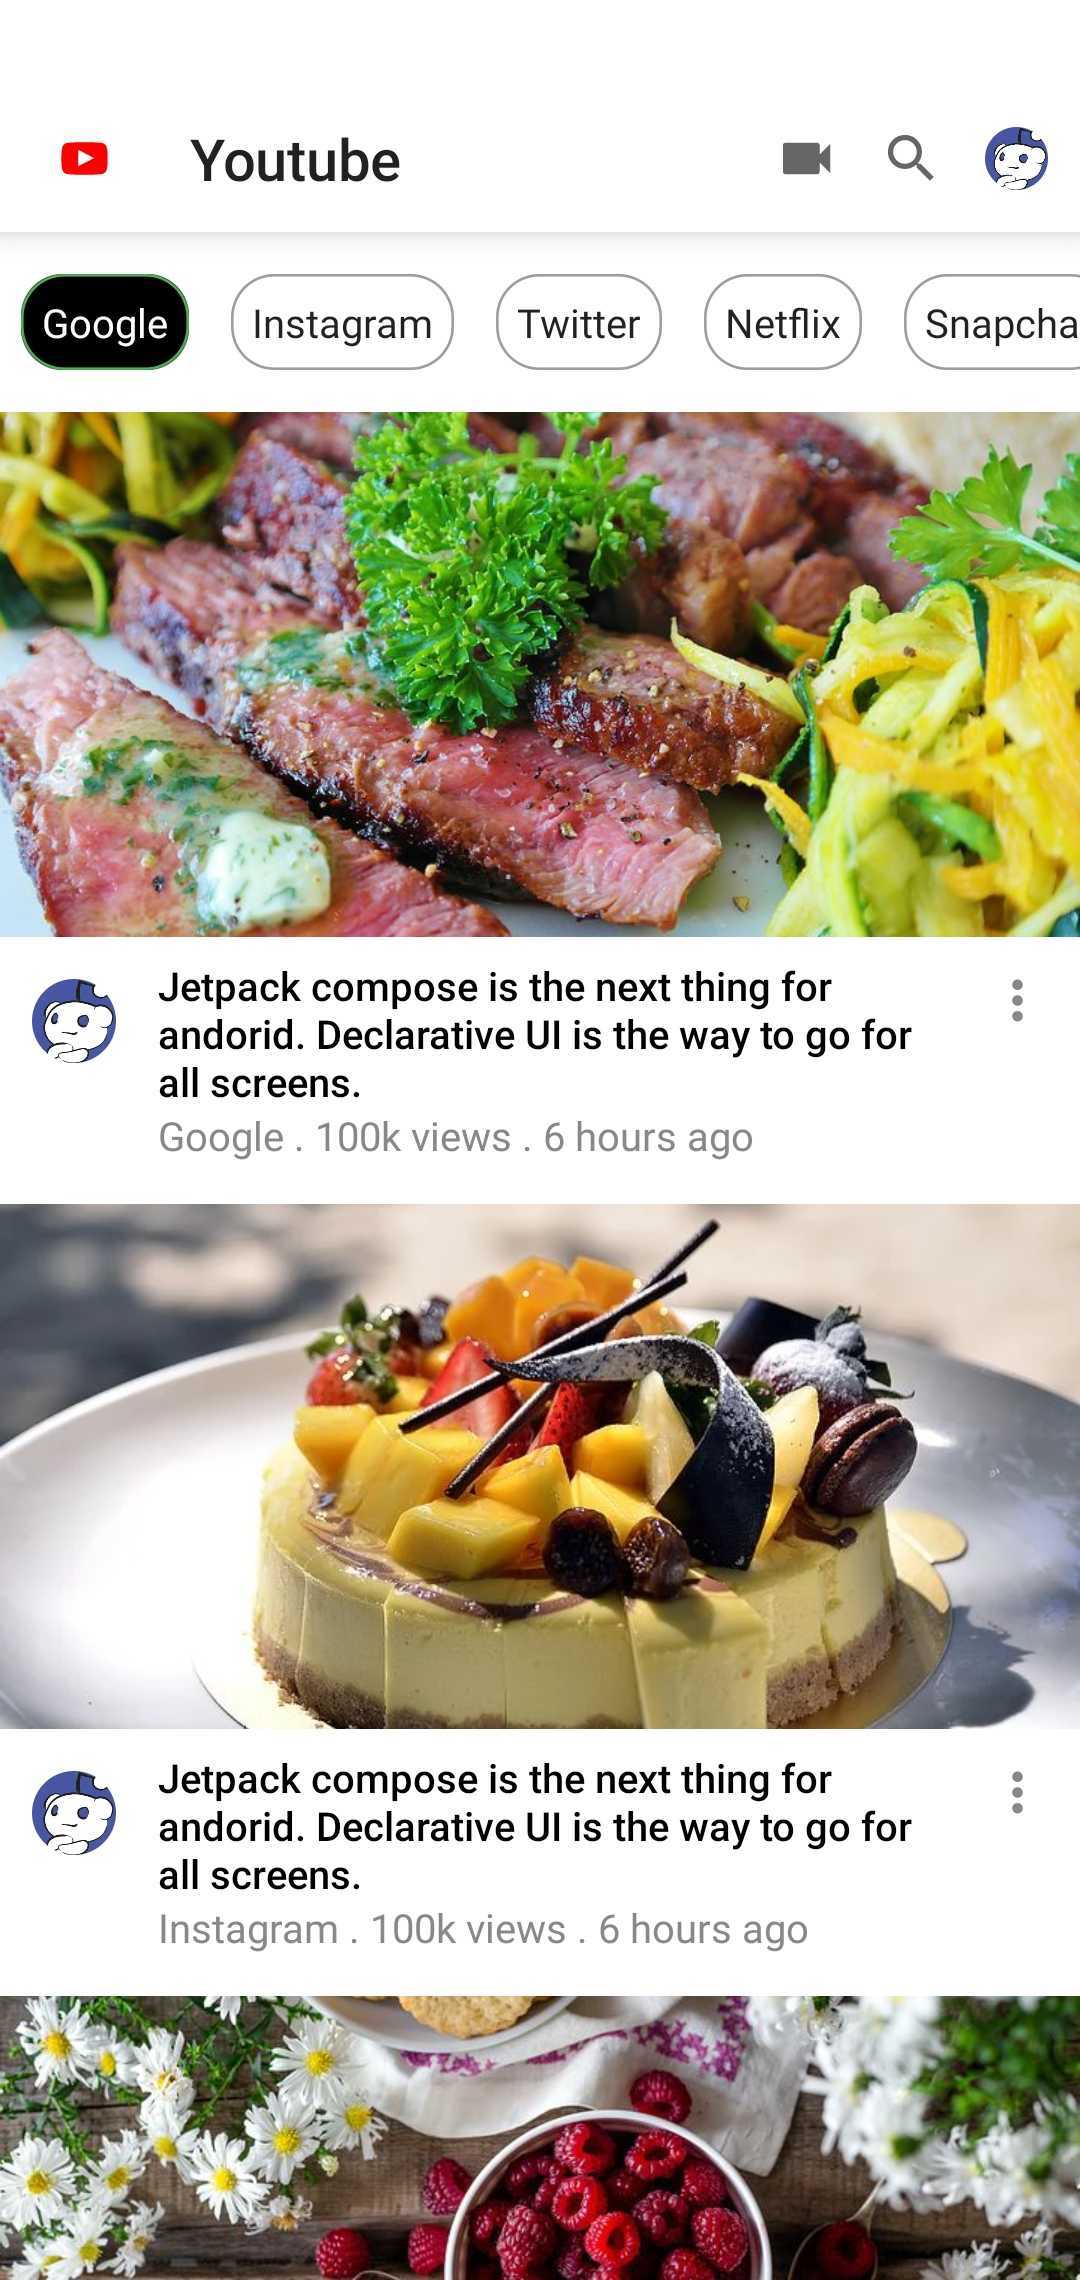 Youtube
Google
Instagram
Twitter
Netflix
Snapcha
Jetpack compose is the next thing for
andorid. Declarative UI is the way to go for
all screens.
Google . 100k views . 6 hours ago
Jetpack compose is the next thing for
andorid. Declarative UI is the way to go for
all screens.
Instagram . 100k views . 6 hours ago